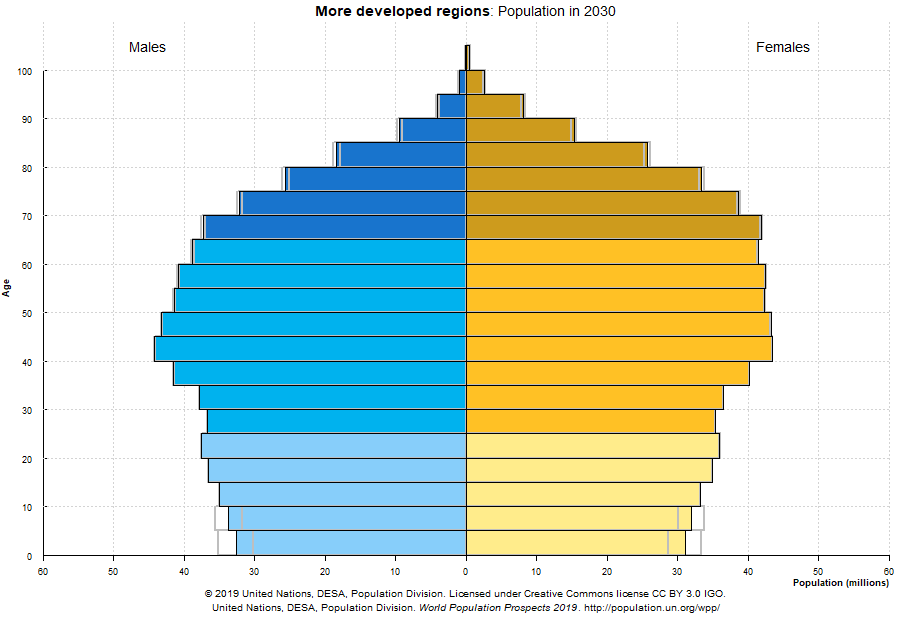 More developed regions: Population in 2030
Males
Females
100
90
80
70
60
50
40
30
20
10
0
Age
60 50 40 30 20 10 0 10 20 30 40 50 60
Population (millions)
© 2019 United Nations, DESA, Population Division. Licensed under Creative Commons license CC BY 3.0 IGO.
United Nations, DESA, Population Division. World Population Prospects 2019. http://population.un.org/wpp/